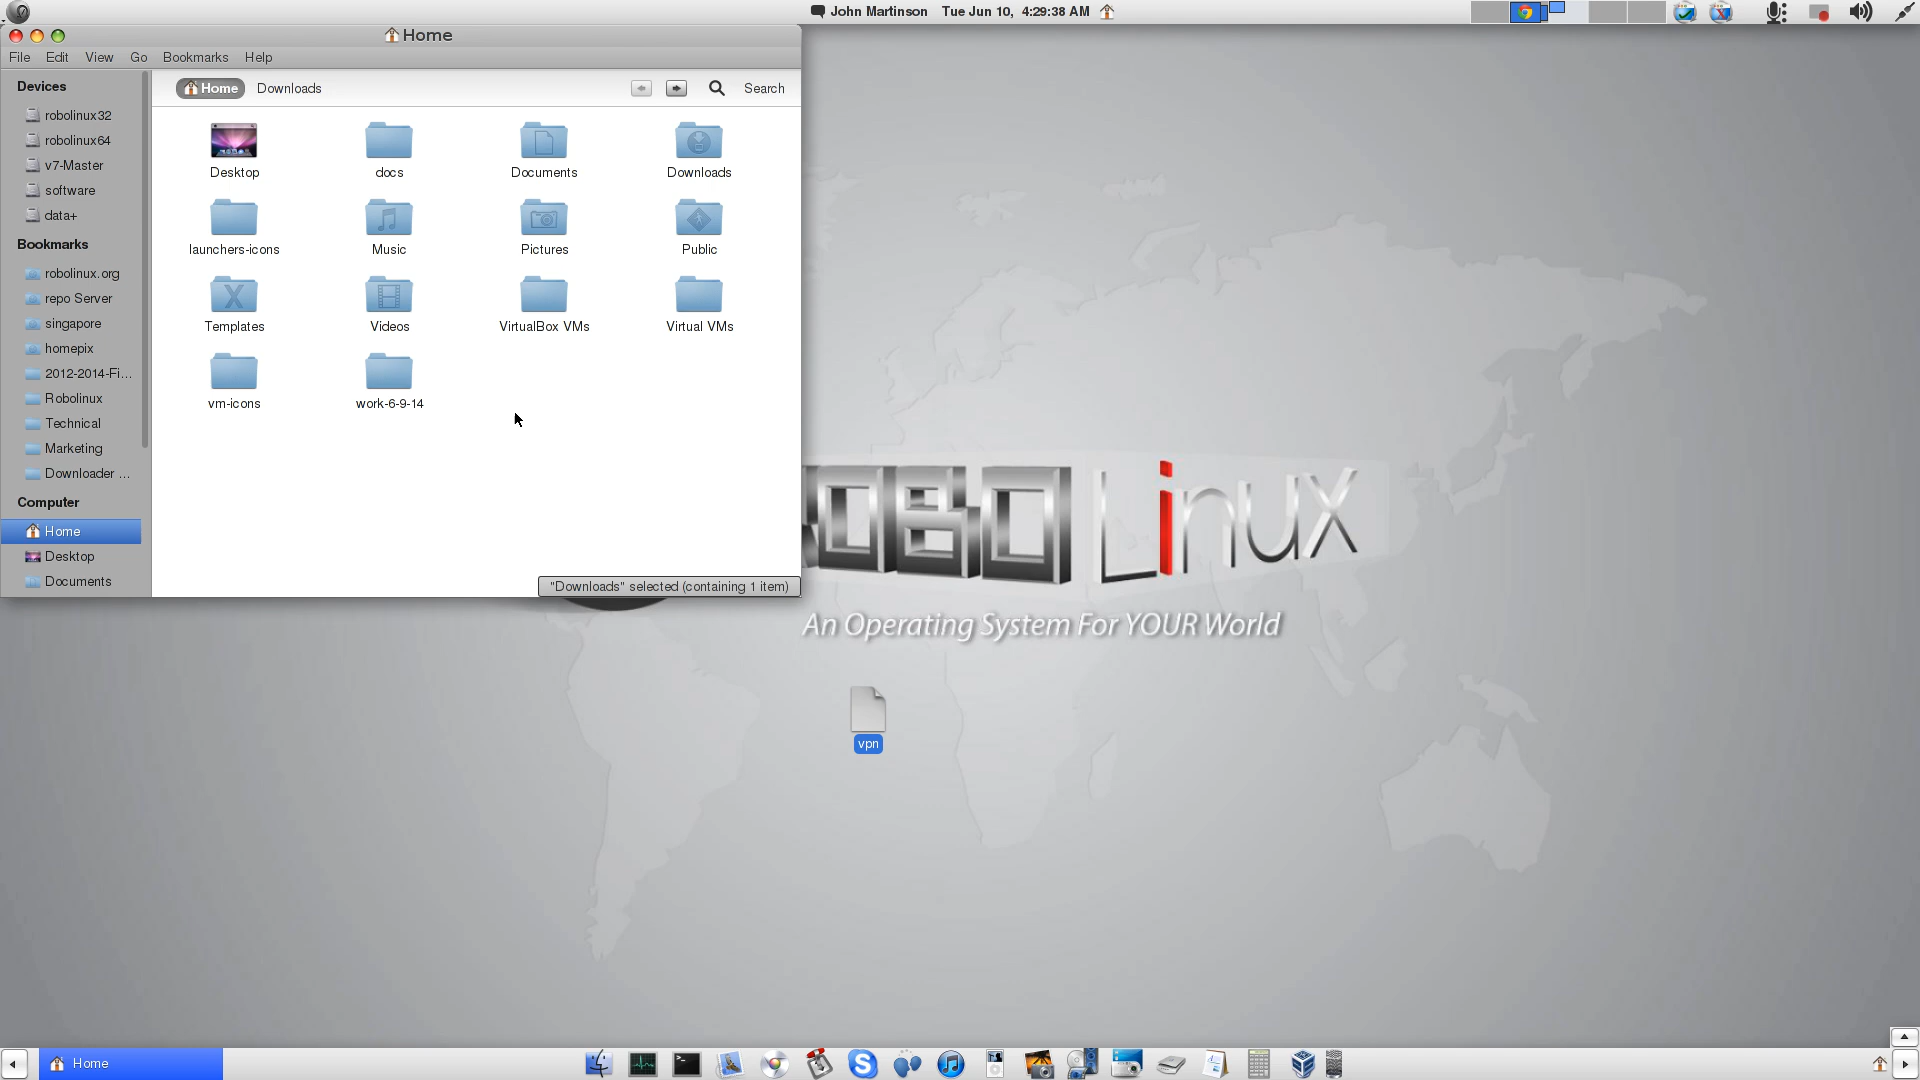 John Martinson Tue Jun 10, 4:29:38 AM
Home
File Edit View Go Bookmarks Help
Home Downloads Search
Devices
robolinux32
robolinux64
v7-Master
software
data+
Bookmarks
robolinux.org
repo Server
singapore
homepix
2012-2014-Fi...
Robolinux
Technical
Marketing
Downloader ...
Computer
Home
Desktop
Documents
Desktop docs Documents Downloads
launchers-icons Music Pictures Public
Templates Videos VirtualBox VMs Virtual VMs
vm-icons work-6-9-14
"Downloads" selected (containing 1 item)
OBO Linux
An Operating System For YOUR World
vpn
Home